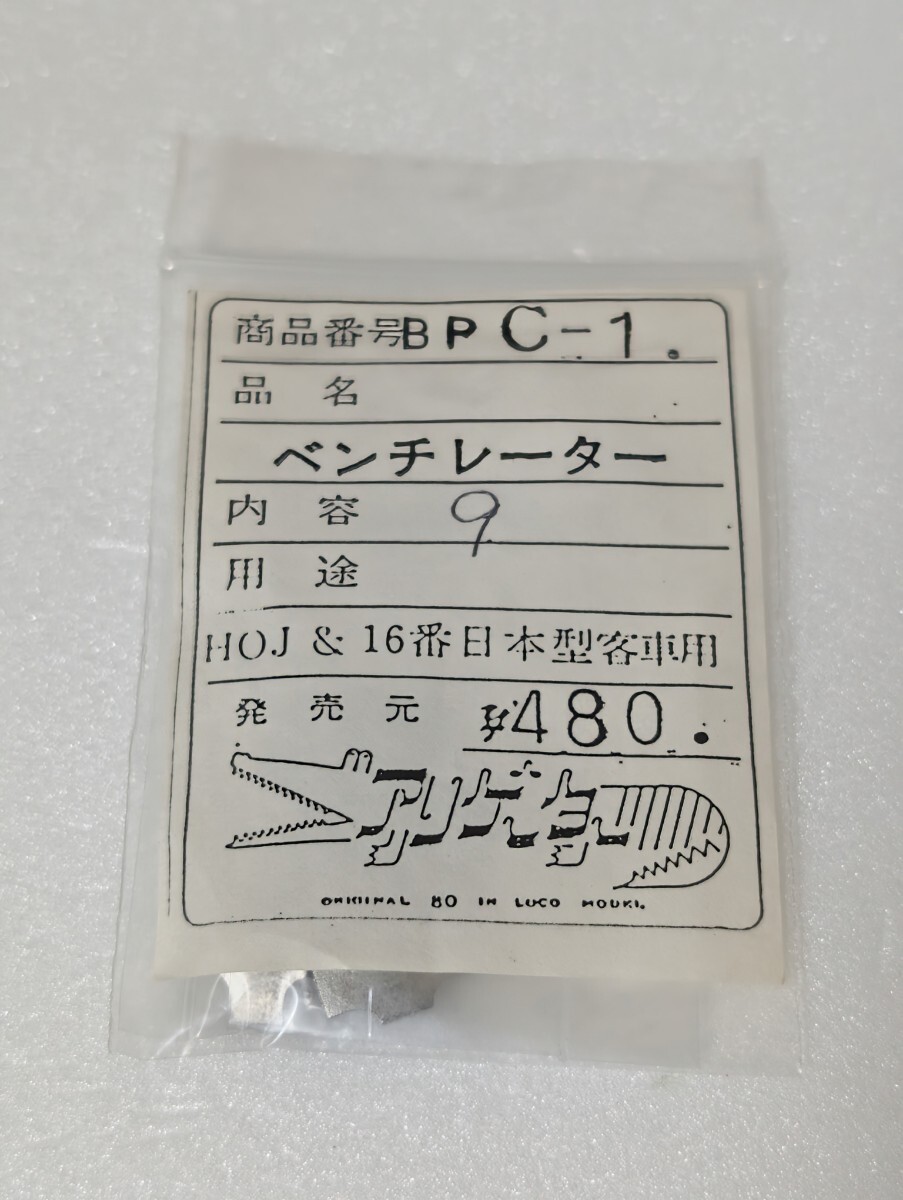 商品番号BP C-1.
品名
ベンチレーター
内容 9
用途
HOJ & 16番日本型客車用
発売元 ¥480.
アリゲーター
ORIGIINAL 80 IN LUCO MOUKI.